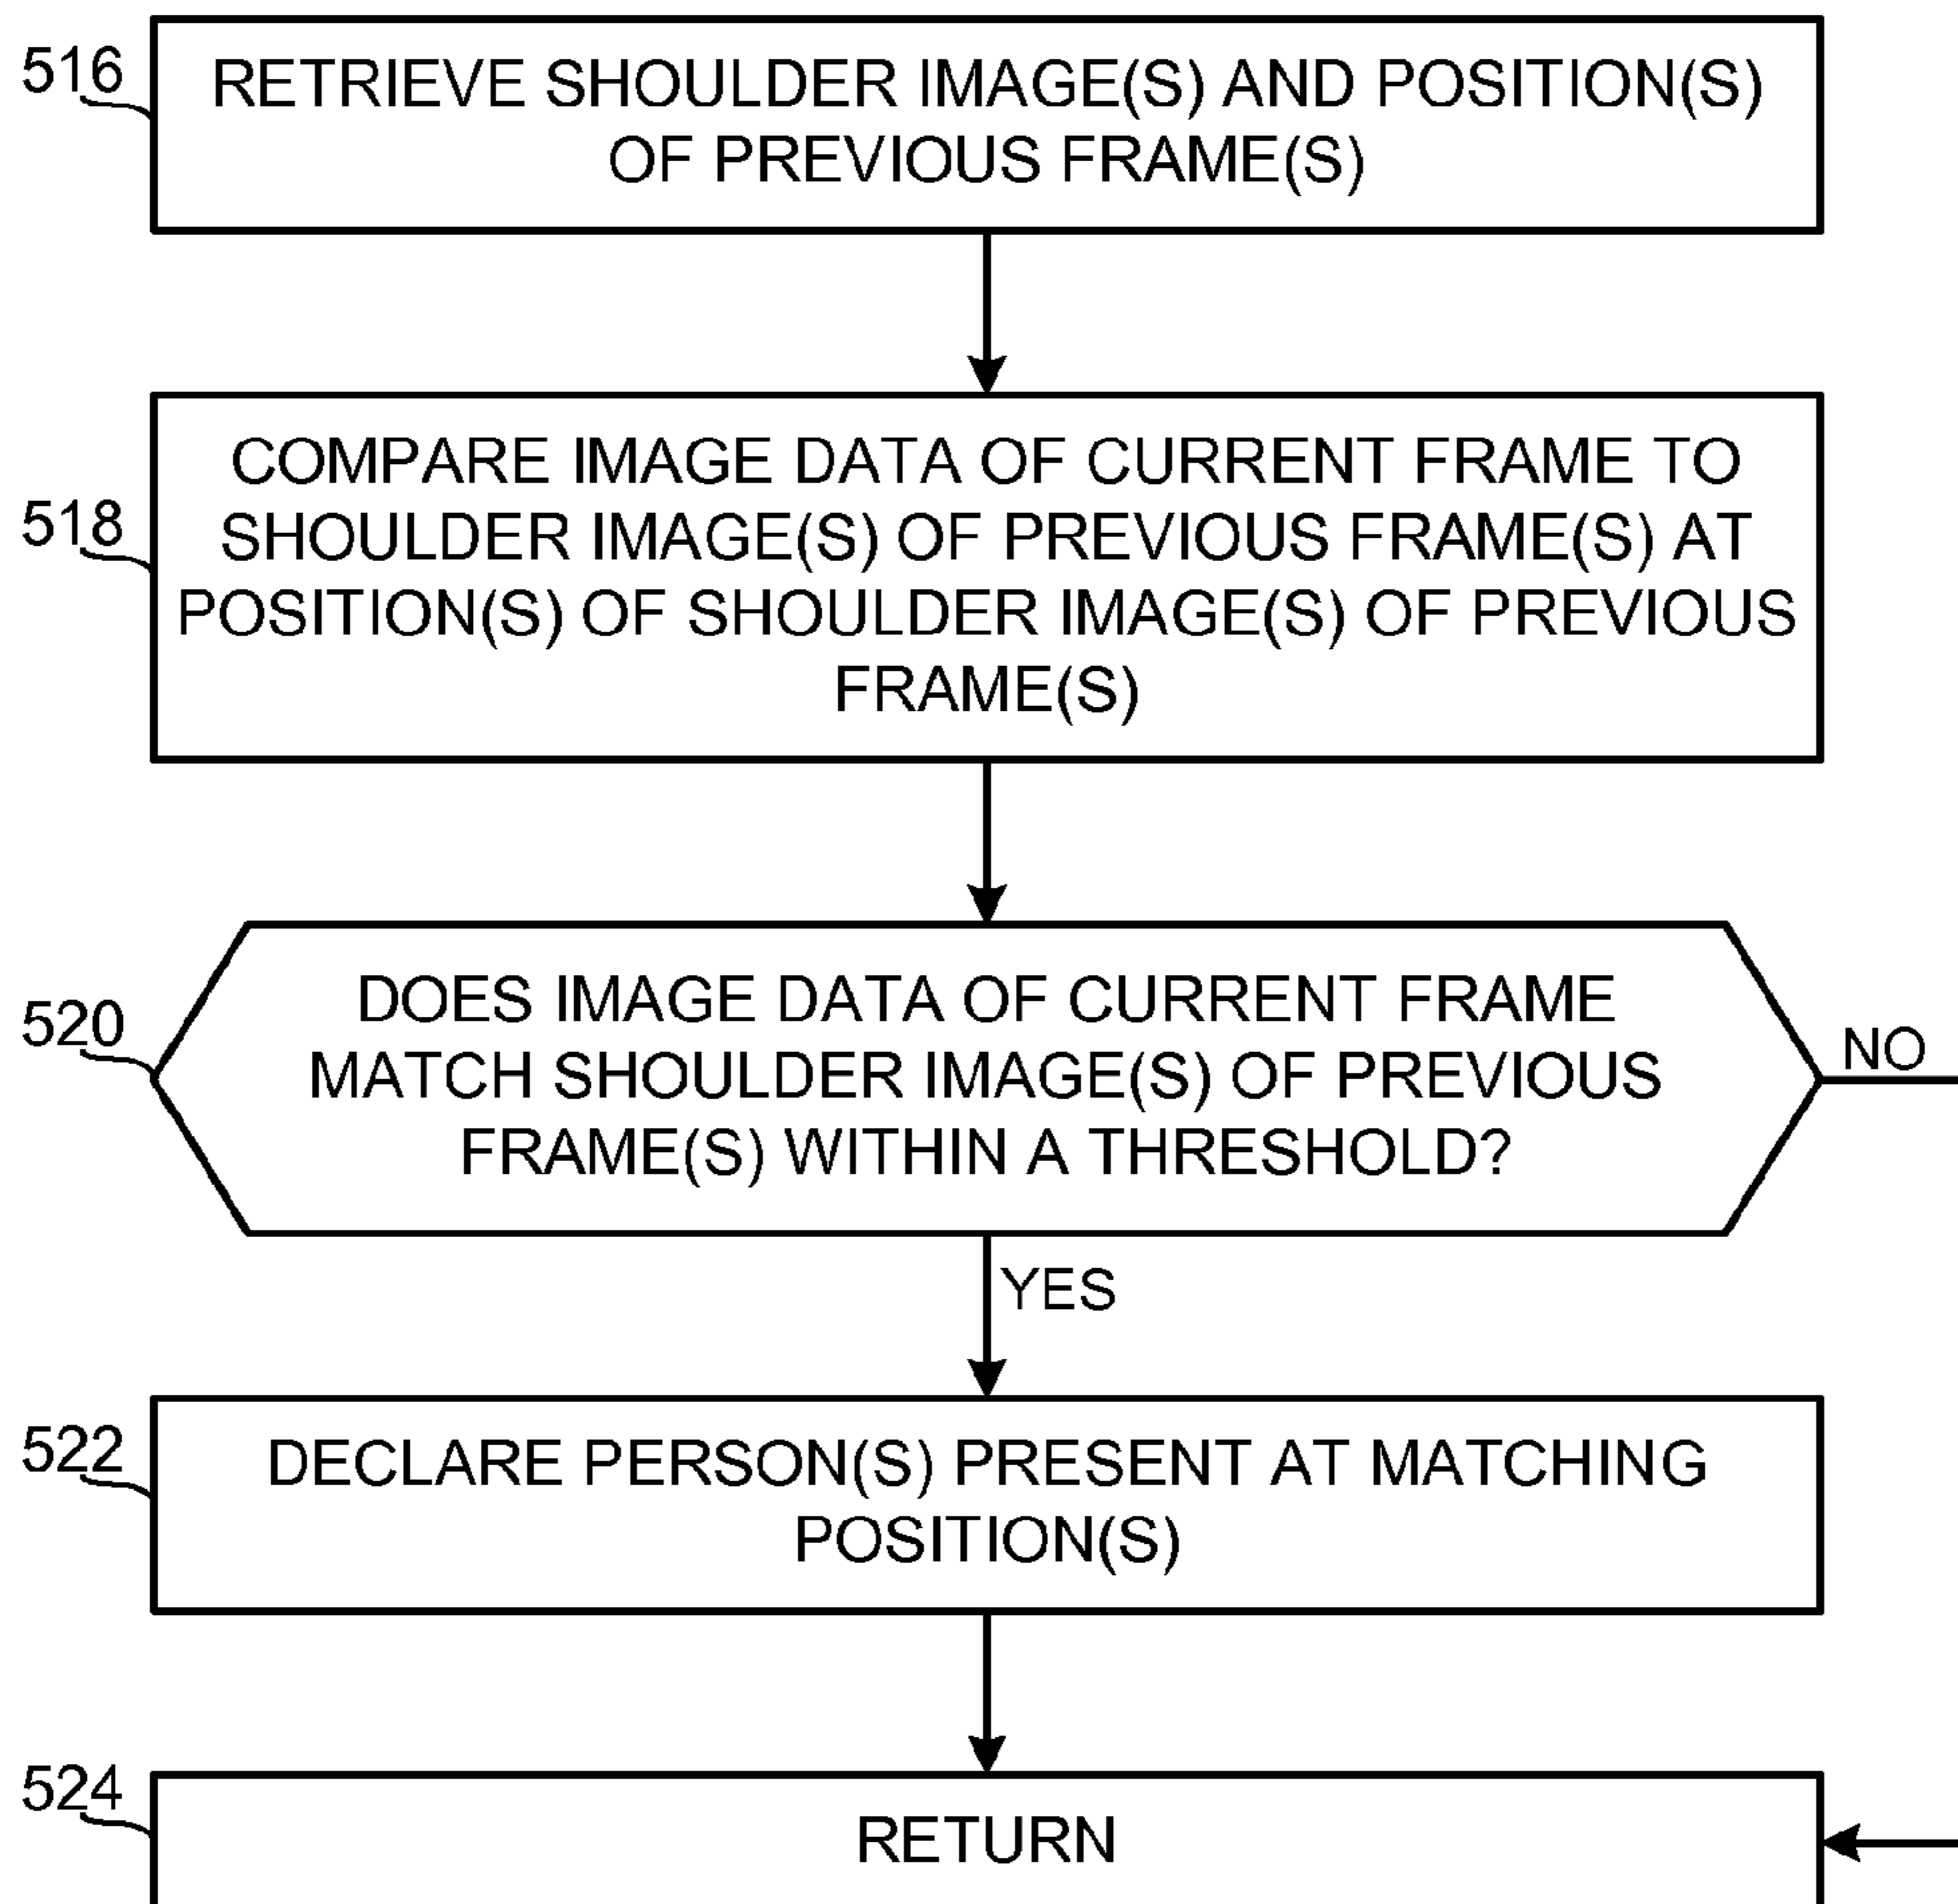 516
RETRIEVE SHOULDER IMAGE(S) AND POSITION(S)
OF PREVIOUS FRAME(S)
518
COMPARE IMAGE DATA OF CURRENT FRAME TO
SHOULDER IMAGE(S) OF PREVIOUS FRAME(S) AT
POSITION(S) OF SHOULDER IMAGE(S) OF PREVIOUS
FRAME(S)
520
DOES IMAGE DATA OF CURRENT FRAME
MATCH SHOULDER IMAGE(S) OF PREVIOUS
FRAME(S) WITHIN A THRESHOLD?
NO
YES
522
DECLARE PERSON(S) PRESENT AT MATCHING
POSITION(S)
524
RETURN